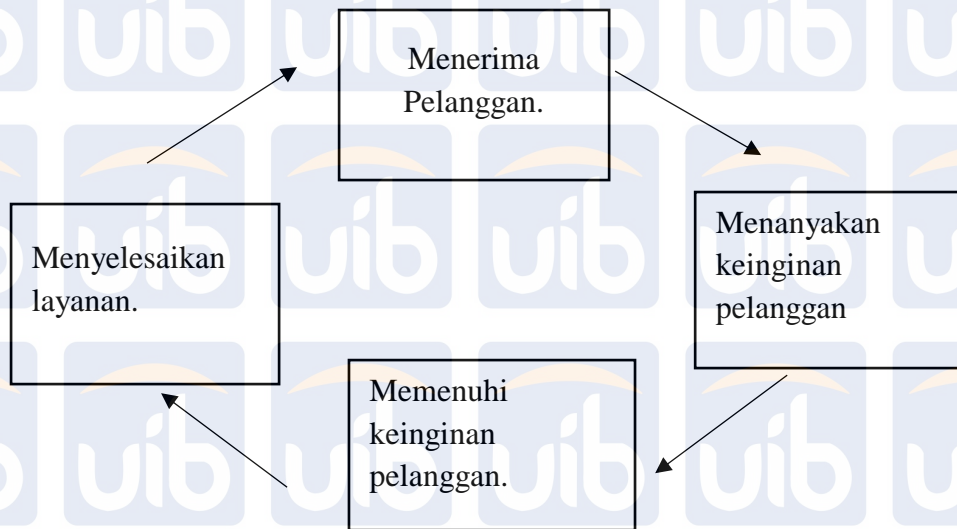 Menerima
Pelanggan.
Menanyakan
keinginan
pelanggan
Memenuhi
keinginan
pelanggan.
Menyelesaikan
layanan.